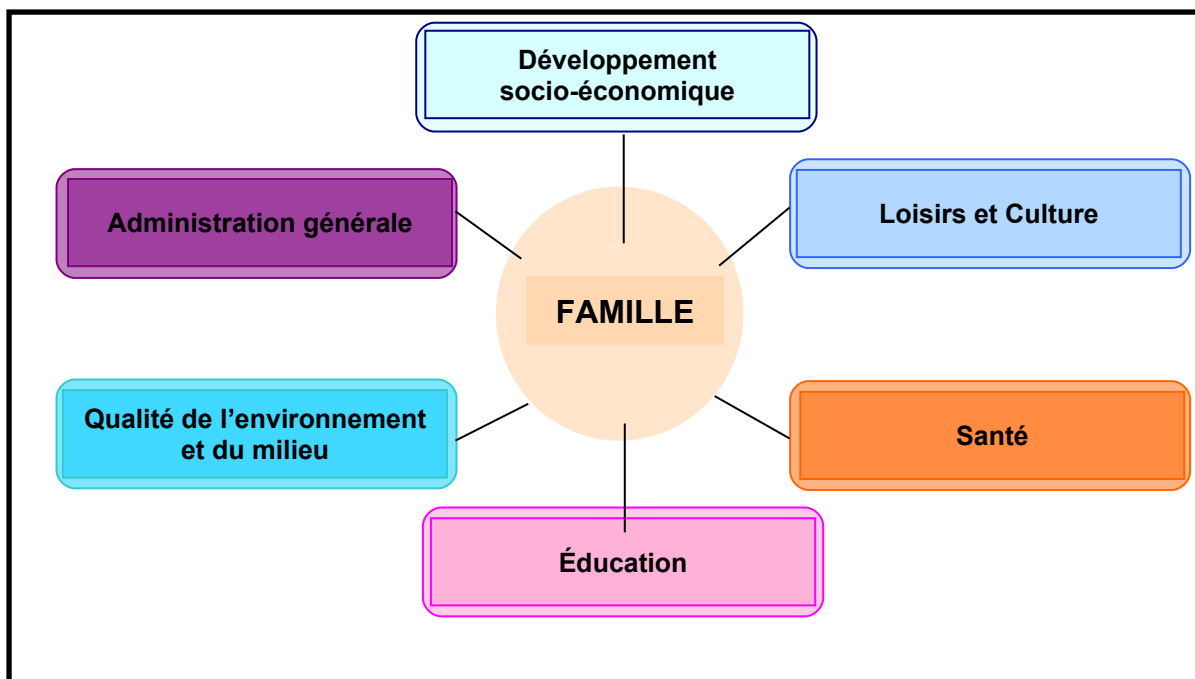 Développement
socio-économique
Administration générale
Loisirs et Culture
FAMILLE
Qualité de l’environnement
et du milieu
Santé
Éducation